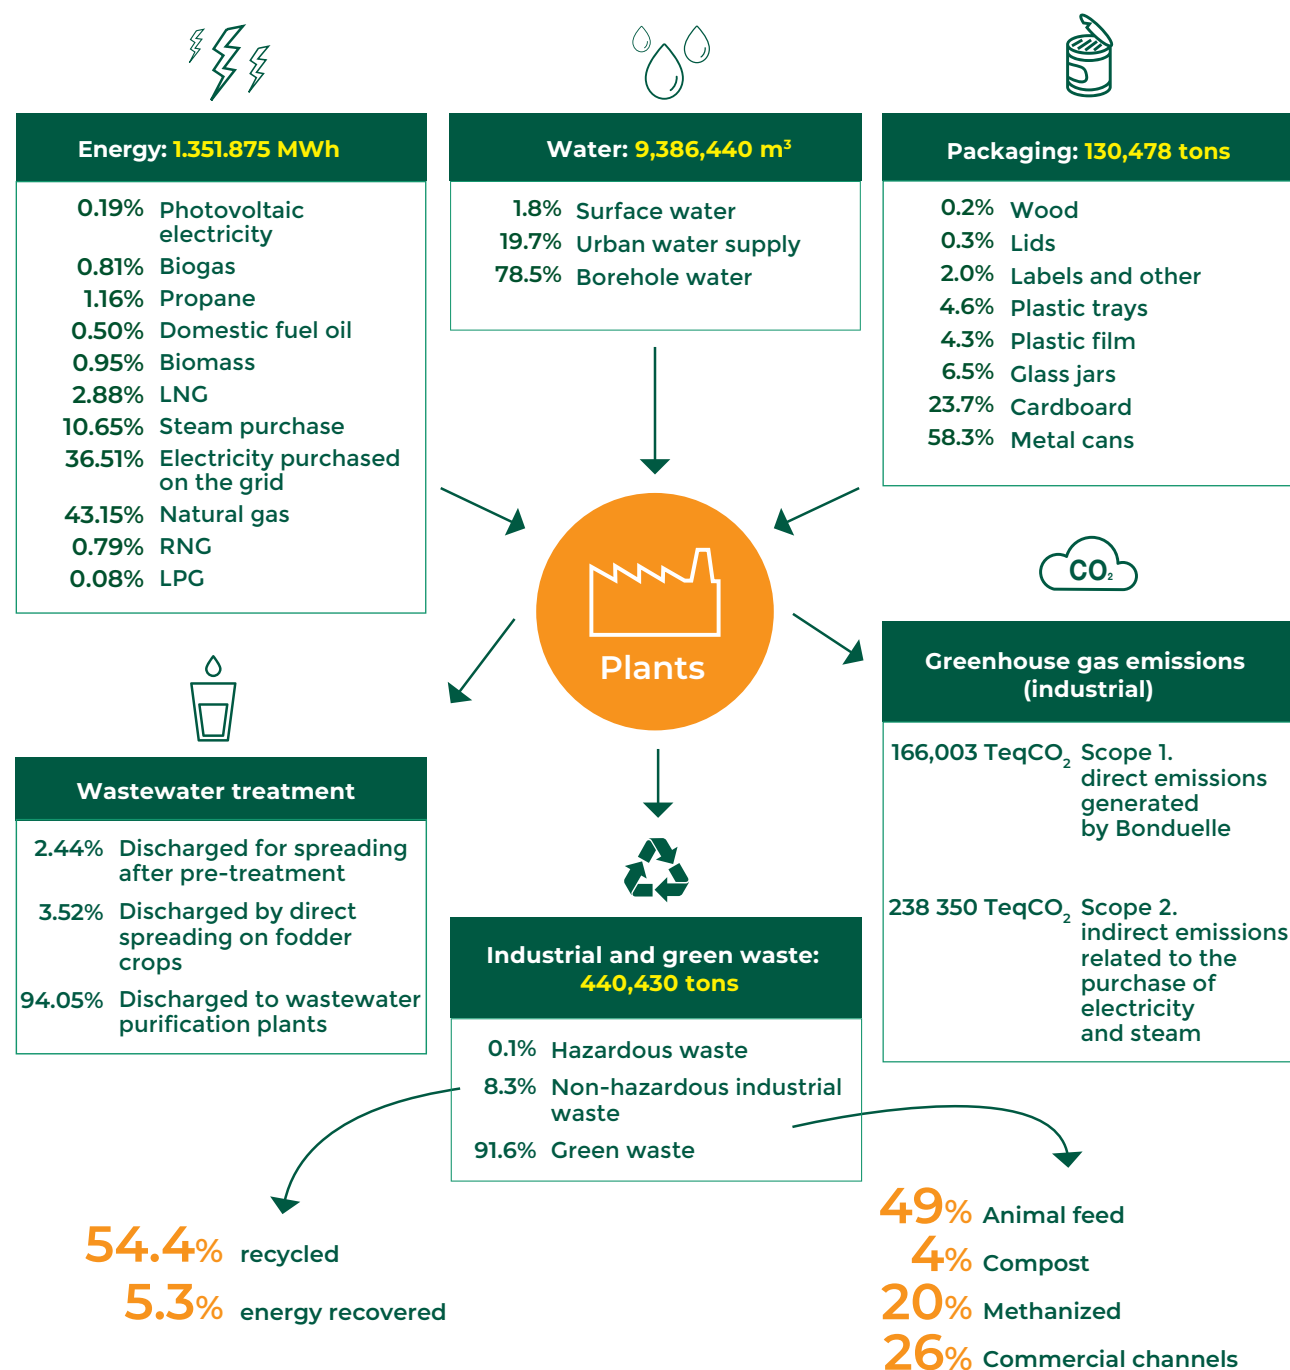 Energy: 1.351.875 MWh
0.19% Photovoltaic
electricity
0.81% Biogas
1.16% Propane
0.50% Domestic fuel oil
0.95% Biomass
2.88% LNG
10.65% Steam purchase
36.51% Electricity purchased
on the grid
43.15% Natural gas
0.79% RNG
0.08% LPG
Water: 9,386,440 m³
1.8% Surface water
19.7% Urban water supply
78.5% Borehole water
Packaging: 130,478 tons
0.2% Wood
0.3% Lids
2.0% Labels and other
4.6% Plastic trays
4.3% Plastic film
6.5% Glass jars
23.7% Cardboard
58.3% Metal cans
Plants
CO₂
Greenhouse gas emissions
(industrial)
166,003 TeqCO₂ Scope 1.
direct emissions
generated
by Bonduelle
238 350 TeqCO₂ Scope 2.
indirect emissions
related to the
purchase of
electricity
and steam
Wastewater treatment
2.44% Discharged for spreading
after pre-treatment
3.52% Discharged by direct
spreading on fodder
crops
94.05% Discharged to wastewater
purification plants
Industrial and green waste:
440,430 tons
0.1% Hazardous waste
8.3% Non-hazardous industrial
waste
91.6% Green waste
54.4% recycled
5.3% energy recovered
49% Animal feed
4% Compost
20% Methanized
26% Commercial channels